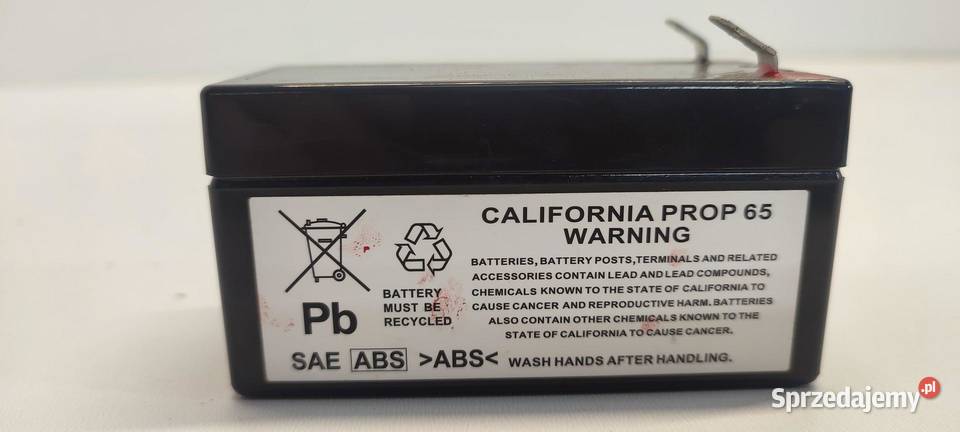 CALIFORNIA PROP 65
WARNING
BATTERIES, BATTERY POSTS,TERMINALS AND RELATED
ACCESSORIES CONTAIN LEAD AND LEAD COMPOUNDS,
CHEMICALS KNOWN TO THE STATE OF CALIFORNIA TO
CAUSE CANCER AND REPRODUCTIVE HARM. BATTERIES
ALSO CONTAIN OTHER CHEMICALS KNOWN TO THE
STATE OF CALIFORNIA TO CAUSE CANCER.
WASH HANDS AFTER HANDLING.
BATTERY
MUST BE
RECYCLED
Pb
SAE ABS >ABS<
Sprzedajemy.pl